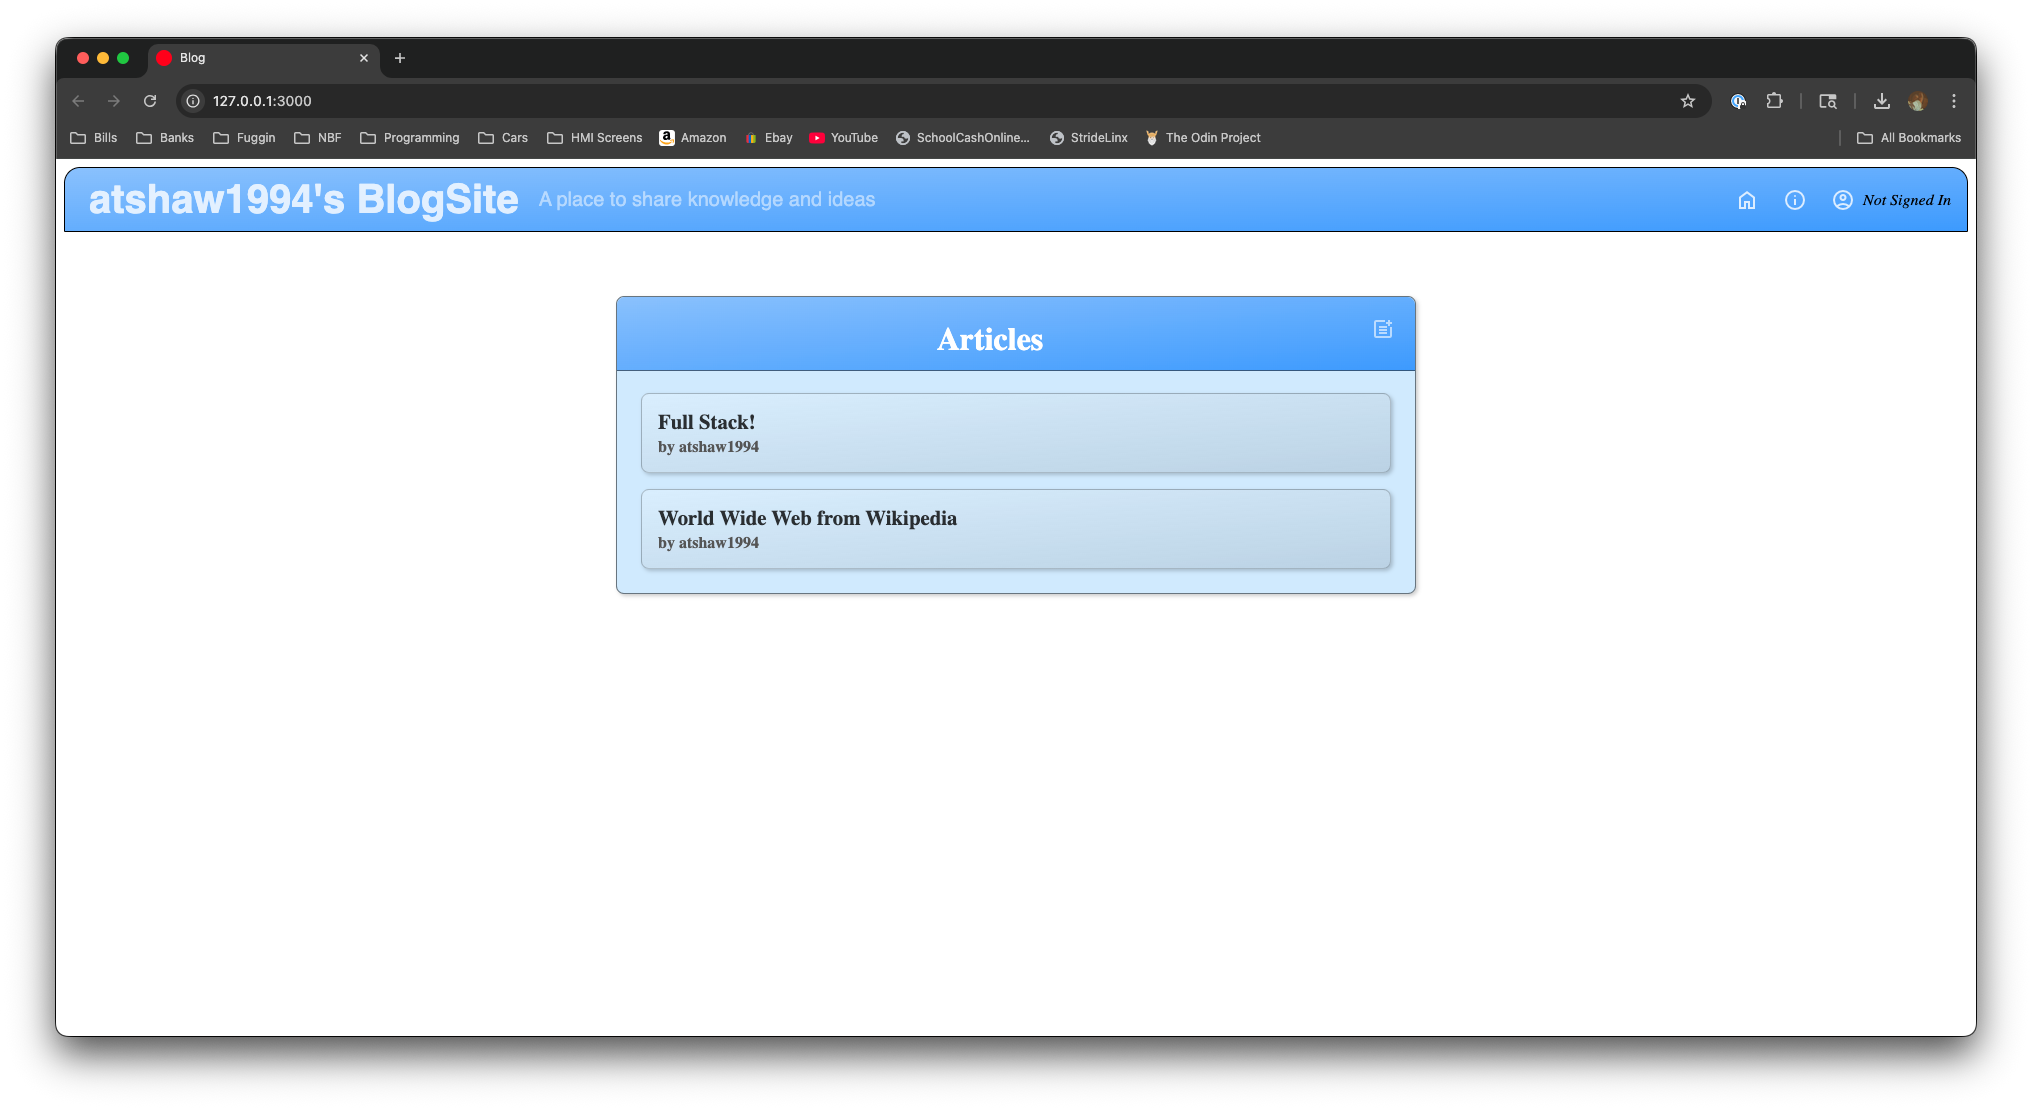 Blog
127.0.0.1:3000
Bills Banks Fuggin NBF Programming Cars HMI Screens Amazon Ebay YouTube SchoolCashOnline... StrideLinx The Odin Project All Bookmarks
atshaw1994's BlogSite A place to share knowledge and ideas Not Signed In
Articles
Full Stack!
by atshaw1994
World Wide Web from Wikipedia
by atshaw1994